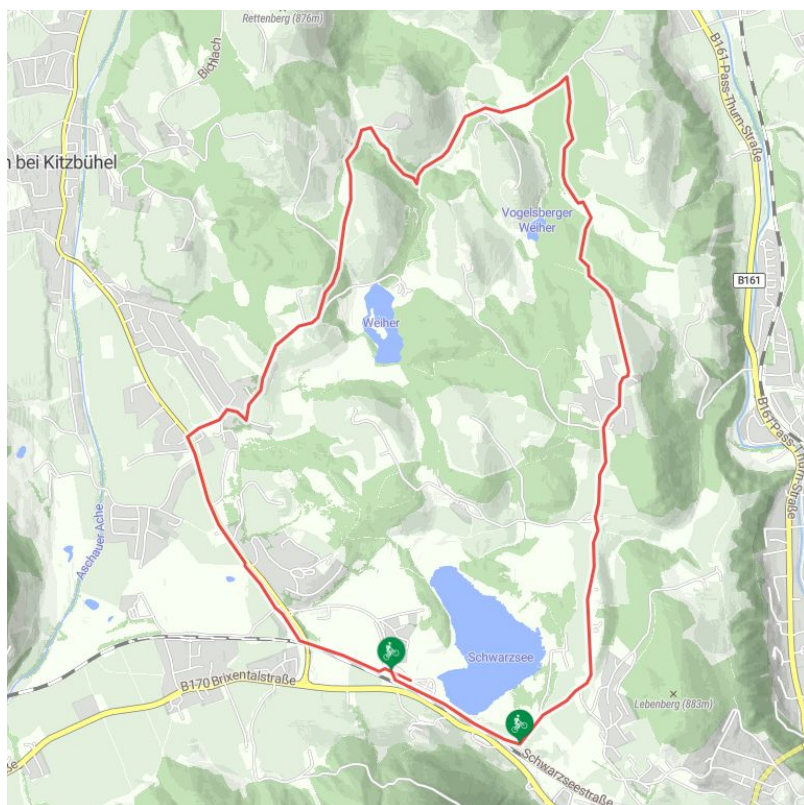 Rettenberg (876m)
Bichlach
B161-Pass-Thurn-Straße
n bei Kitzbühel
Vogelsberger
Weiher
B161
Weiher
B161-Pass-Thurn-Straße
Aschauer Ache
Schwarzsee
B170 Brixentalstraße
Lebenberg (883m)
Schwarzseestraße